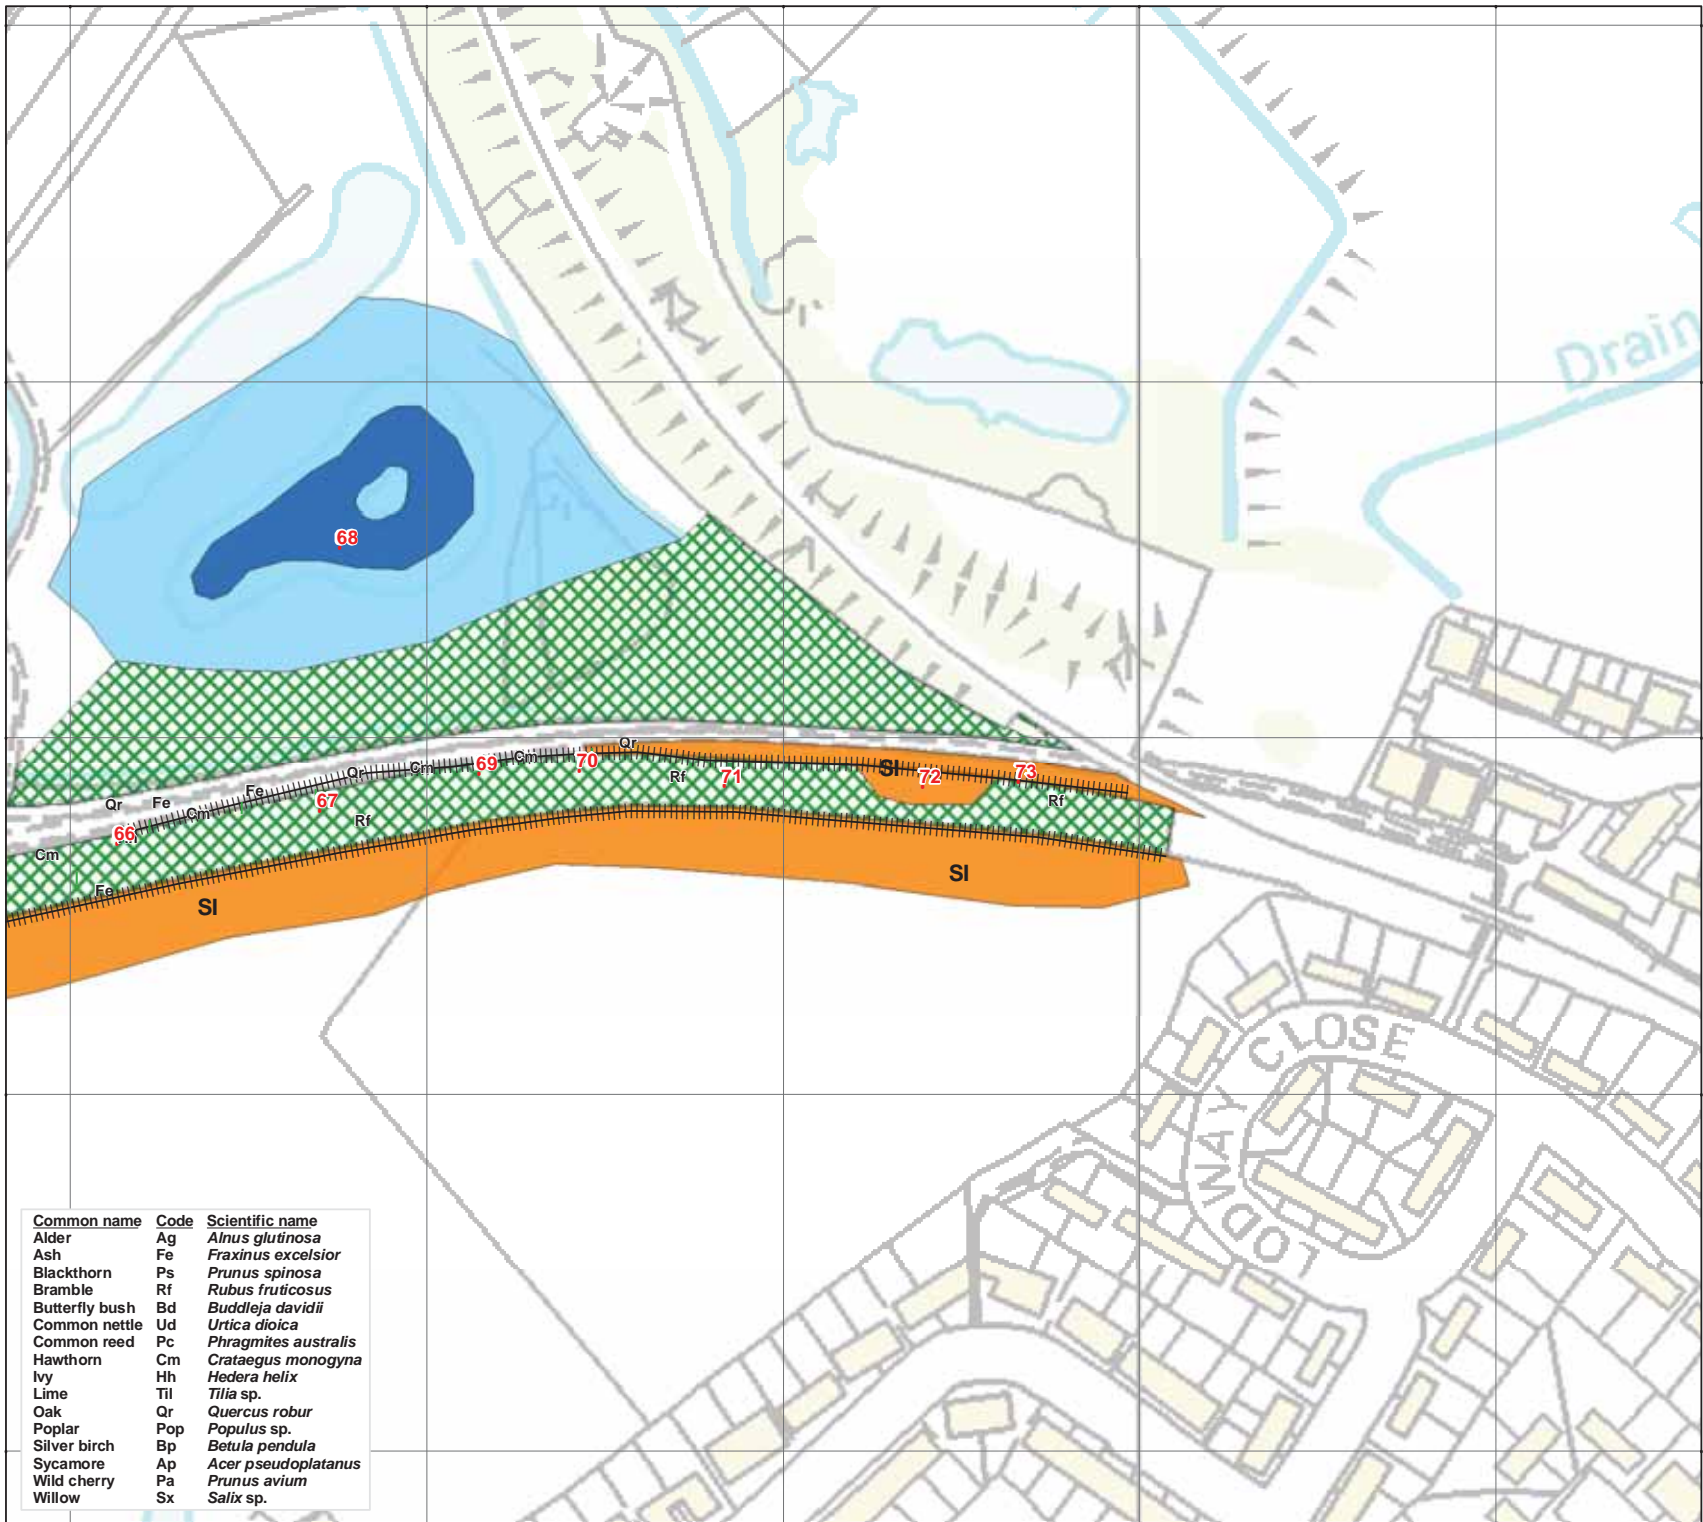 Drain
68
Qr
SI
Qr
Cm
69
Cm
70
Rf
71
72
73
Rf
Qr
Fe
Fe
Cm
67
Rf
66
Cm
Fe
SI
SI
LODWAY CLOSE
Common name Code Scientific name
Alder Ag Alnus glutinosa
Ash Fe Fraxinus excelsior
Blackthorn Ps Prunus spinosa
Bramble Rf Rubus fruticosus
Butterfly bush Bd Buddleja davidii
Common nettle Ud Urtica dioica
Common reed Pc Phragmites australis
Hawthorn Cm Crataegus monogyna
Ivy Hh Hedera helix
Lime Til Tilia sp.
Oak Qr Quercus robur
Poplar Pop Populus sp.
Silver birch Bp Betula pendula
Sycamore Ap Acer pseudoplatanus
Wild cherry Pa Prunus avium
Willow Sx Salix sp.